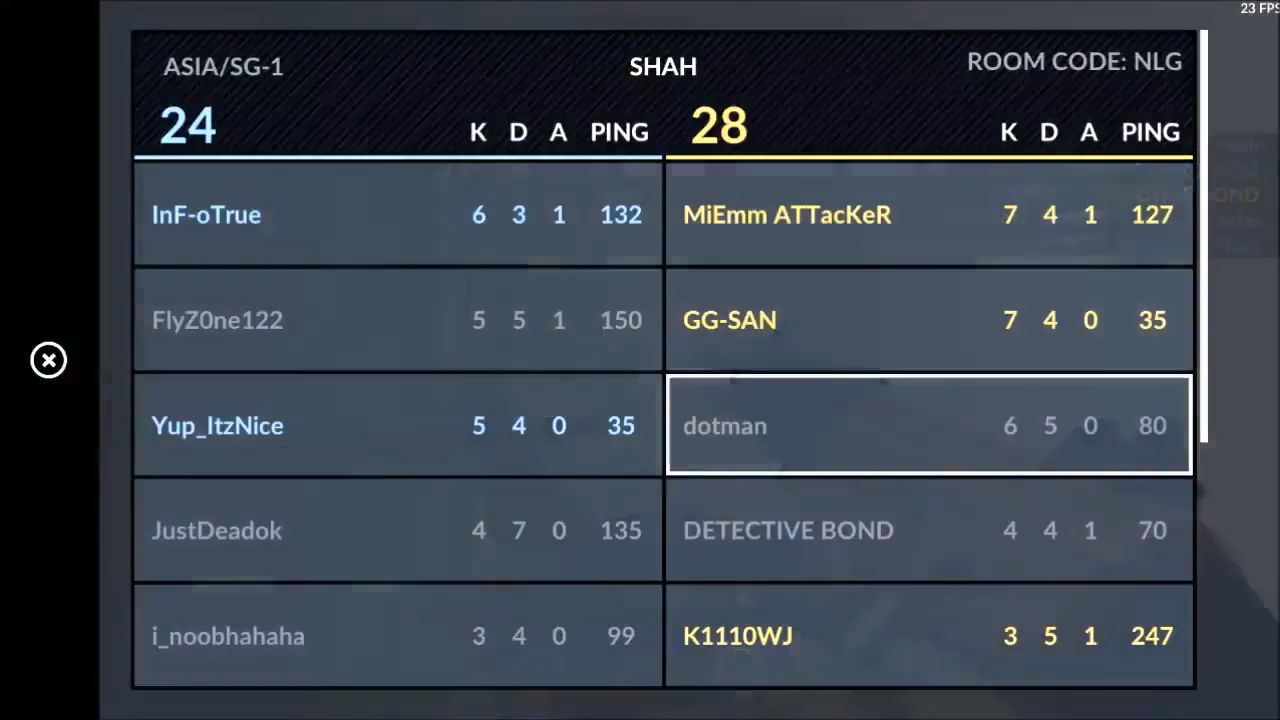 23 FPS
ASIA/SG-1 SHAH ROOM CODE: NLG
24 K D A PING 28 K D A PING
InF-oTrue 6 3 1 132 MiEmm ATTacKeR 7 4 1 127
FlyZ0ne122 5 5 1 150 GG-SAN 7 4 0 35
Yup_ItzNice 5 4 0 35 dotman 6 5 0 80
JustDeadok 4 7 0 135 DETECTIVE BOND 4 4 1 70
i_noobhahaha 3 4 0 99 K1110WJ 3 5 1 247